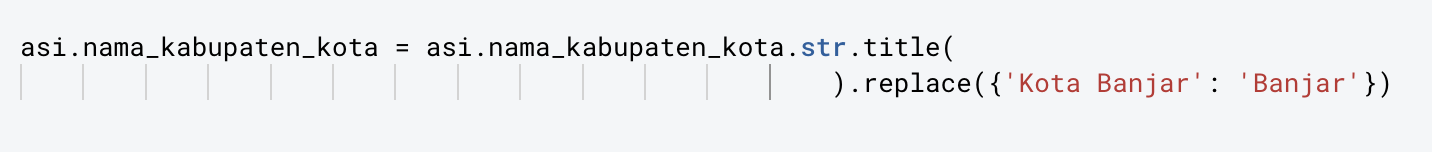 asi.nama_kabupaten_kota = asi.nama_kabupaten_kota.str.title(
).replace({'Kota Banjar': 'Banjar'})